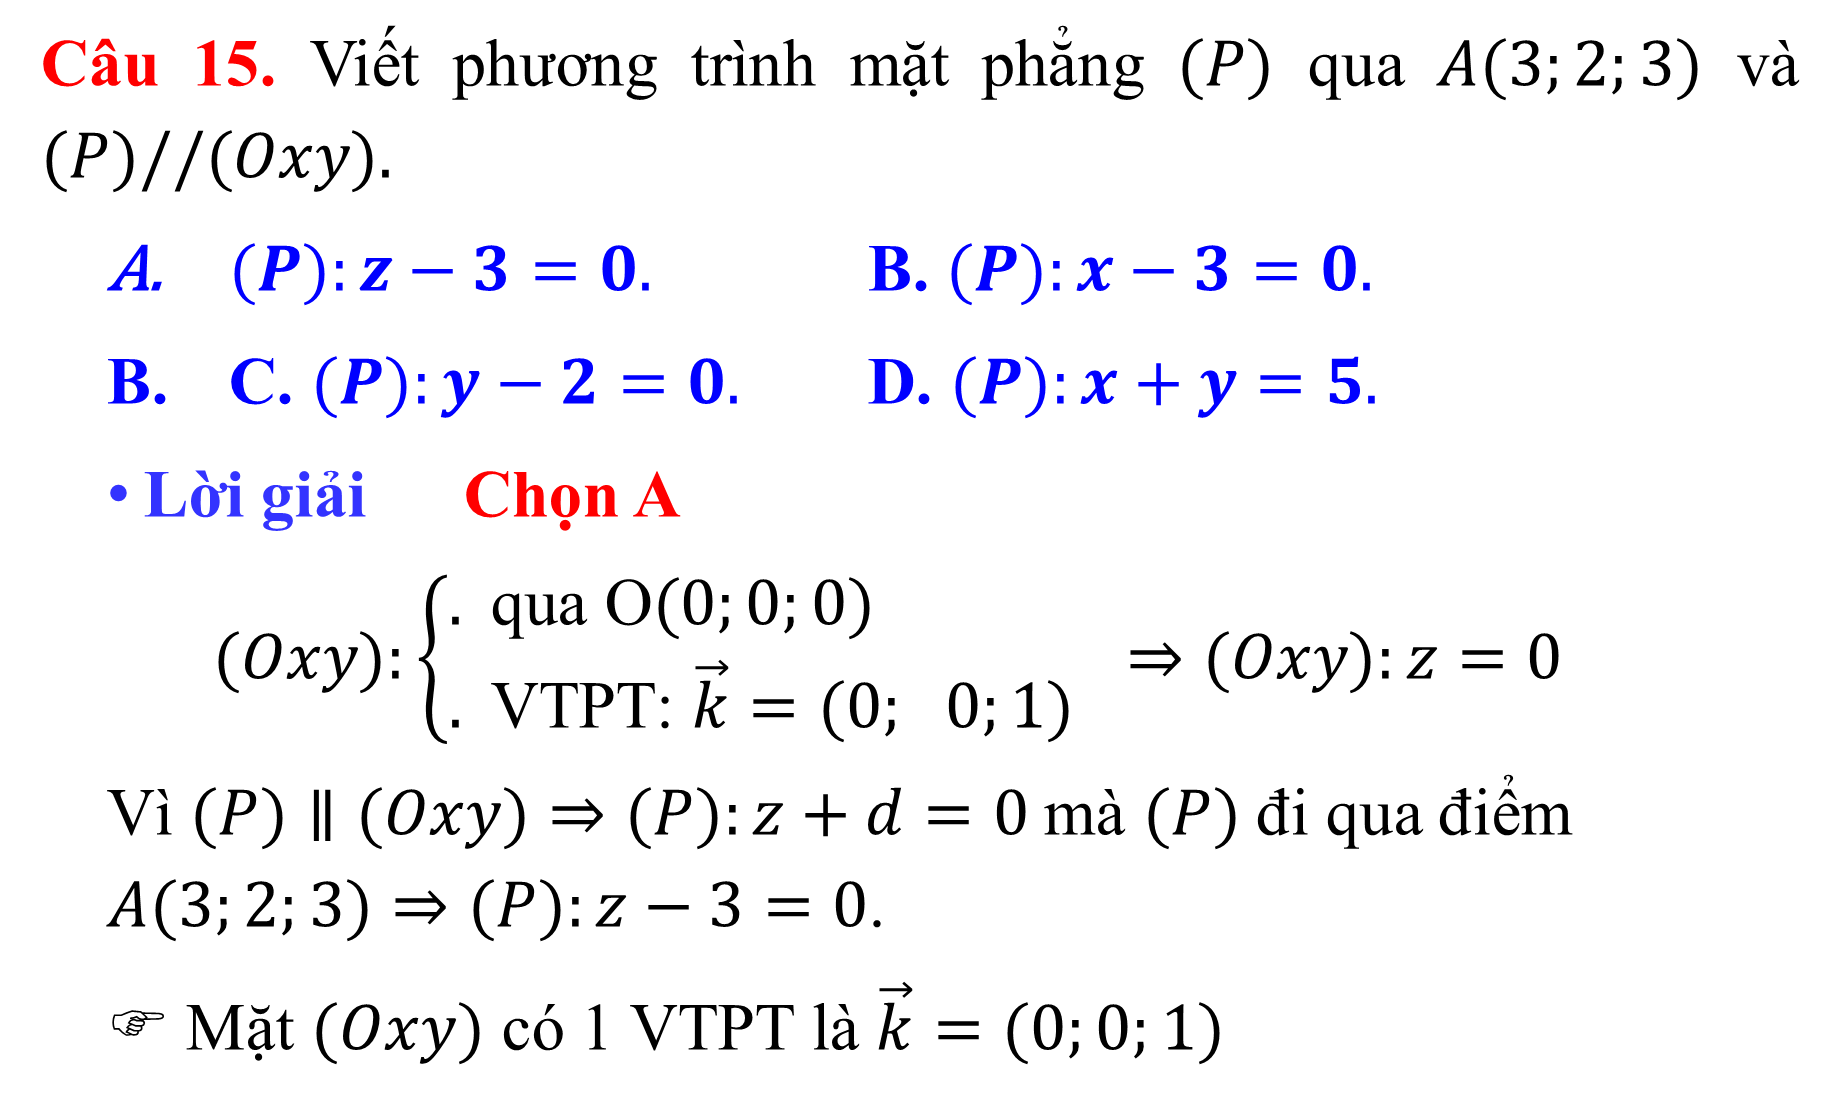 Câu 15. Viết phương trình mặt phẳng (P) qua A(3; 2; 3) và
(P)//(Oxy).
A. (P): z − 3 = 0. B. (P): x − 3 = 0.
B. C. (P): y − 2 = 0. D. (P): x + y = 5.
• Lời giải Chọn A
. qua O(0; 0; 0)
(Oxy): { ⇒ (Oxy): z = 0
. VTPT: k⃗ = (0; 0; 1)
Vì (P) ∥ (Oxy) ⇒ (P): z + d = 0 mà (P) đi qua điểm
A(3; 2; 3) ⇒ (P): z − 3 = 0.
☞ Mặt (Oxy) có 1 VTPT là k⃗ = (0; 0; 1)